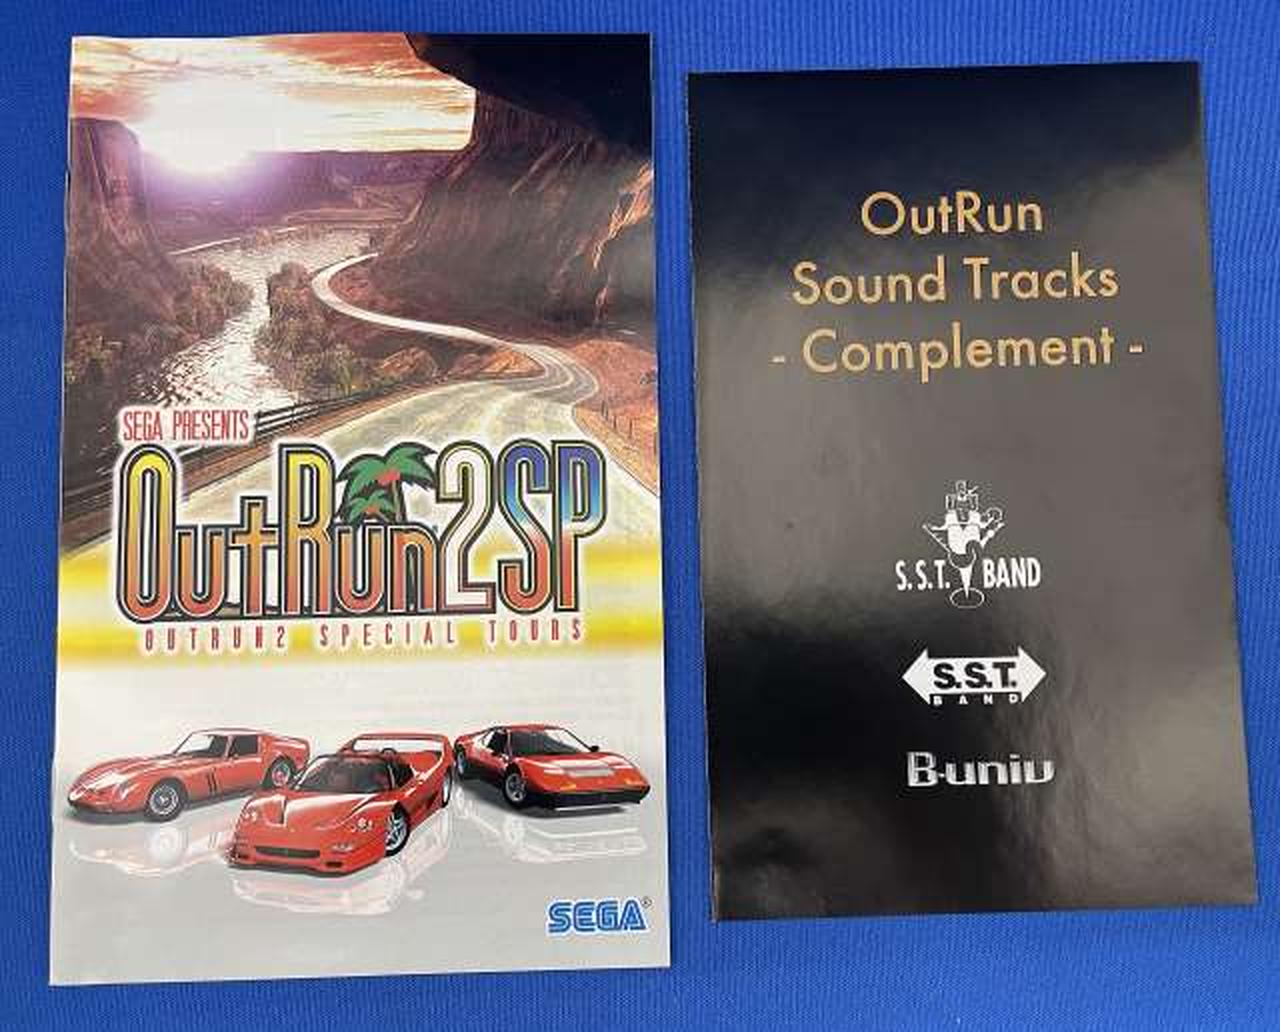 SEGA PRESENTS
OutRun2SP
OUTRUN2 SPECIAL TOURS
SEGA®
OutRun
Sound Tracks
- Complement -
S.S.T. BAND
S.S.T.
BAND
B-univ